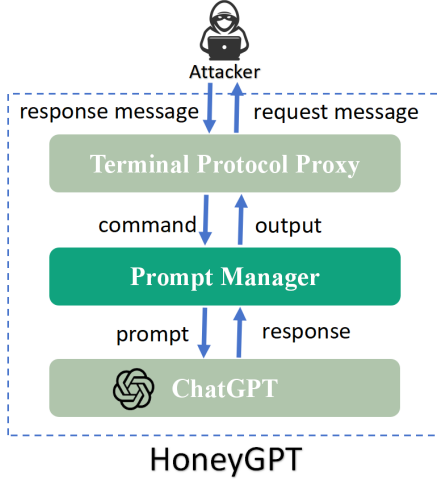 Attacker
response message request message
Terminal Protocol Proxy
command output
Prompt Manager
prompt response
ChatGPT
HoneyGPT